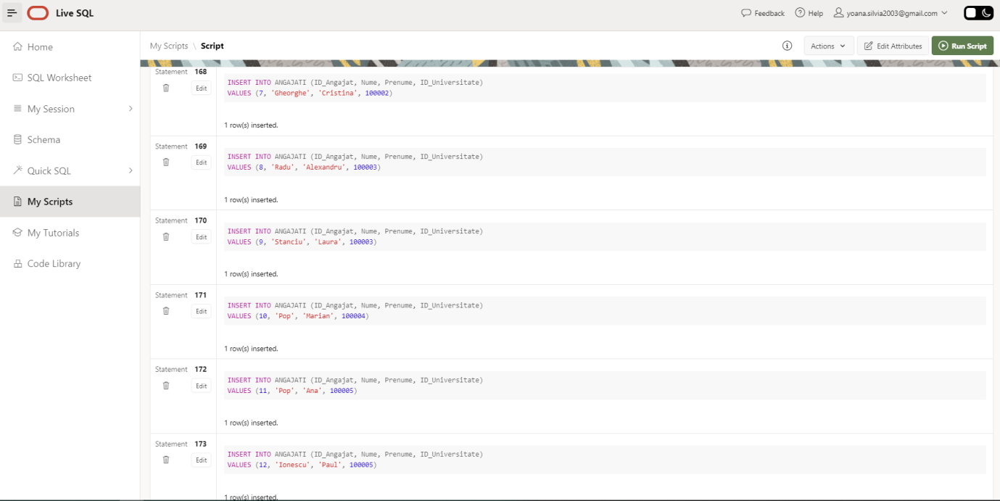 Live SQL
Feedback
Help
yoana.silvia2003@gmail.com
Home
SQL Worksheet
My Session
Schema
Quick SQL
My Scripts
My Tutorials
Code Library
My Scripts \ Script
Actions
Edit Attributes
Run Script
Statement 168
Edit
INSERT INTO ANGAJATI (ID_Angajat, Nume, Prenume, ID_Universitate)
VALUES (7, 'Gheorghe', 'Cristina', 100002)
1 row(s) inserted.
Statement 169
Edit
INSERT INTO ANGAJATI (ID_Angajat, Nume, Prenume, ID_Universitate)
VALUES (8, 'Radu', 'Alexandru', 100003)
1 row(s) inserted.
Statement 170
Edit
INSERT INTO ANGAJATI (ID_Angajat, Nume, Prenume, ID_Universitate)
VALUES (9, 'Stanciu', 'Laura', 100003)
1 row(s) inserted.
Statement 171
Edit
INSERT INTO ANGAJATI (ID_Angajat, Nume, Prenume, ID_Universitate)
VALUES (10, 'Pop', 'Marian', 100004)
1 row(s) inserted.
Statement 172
Edit
INSERT INTO ANGAJATI (ID_Angajat, Nume, Prenume, ID_Universitate)
VALUES (11, 'Pop', 'Ana', 100005)
1 row(s) inserted.
Statement 173
Edit
INSERT INTO ANGAJATI (ID_Angajat, Nume, Prenume, ID_Universitate)
VALUES (12, 'Ionescu', 'Paul', 100005)
1 row(s) inserted.